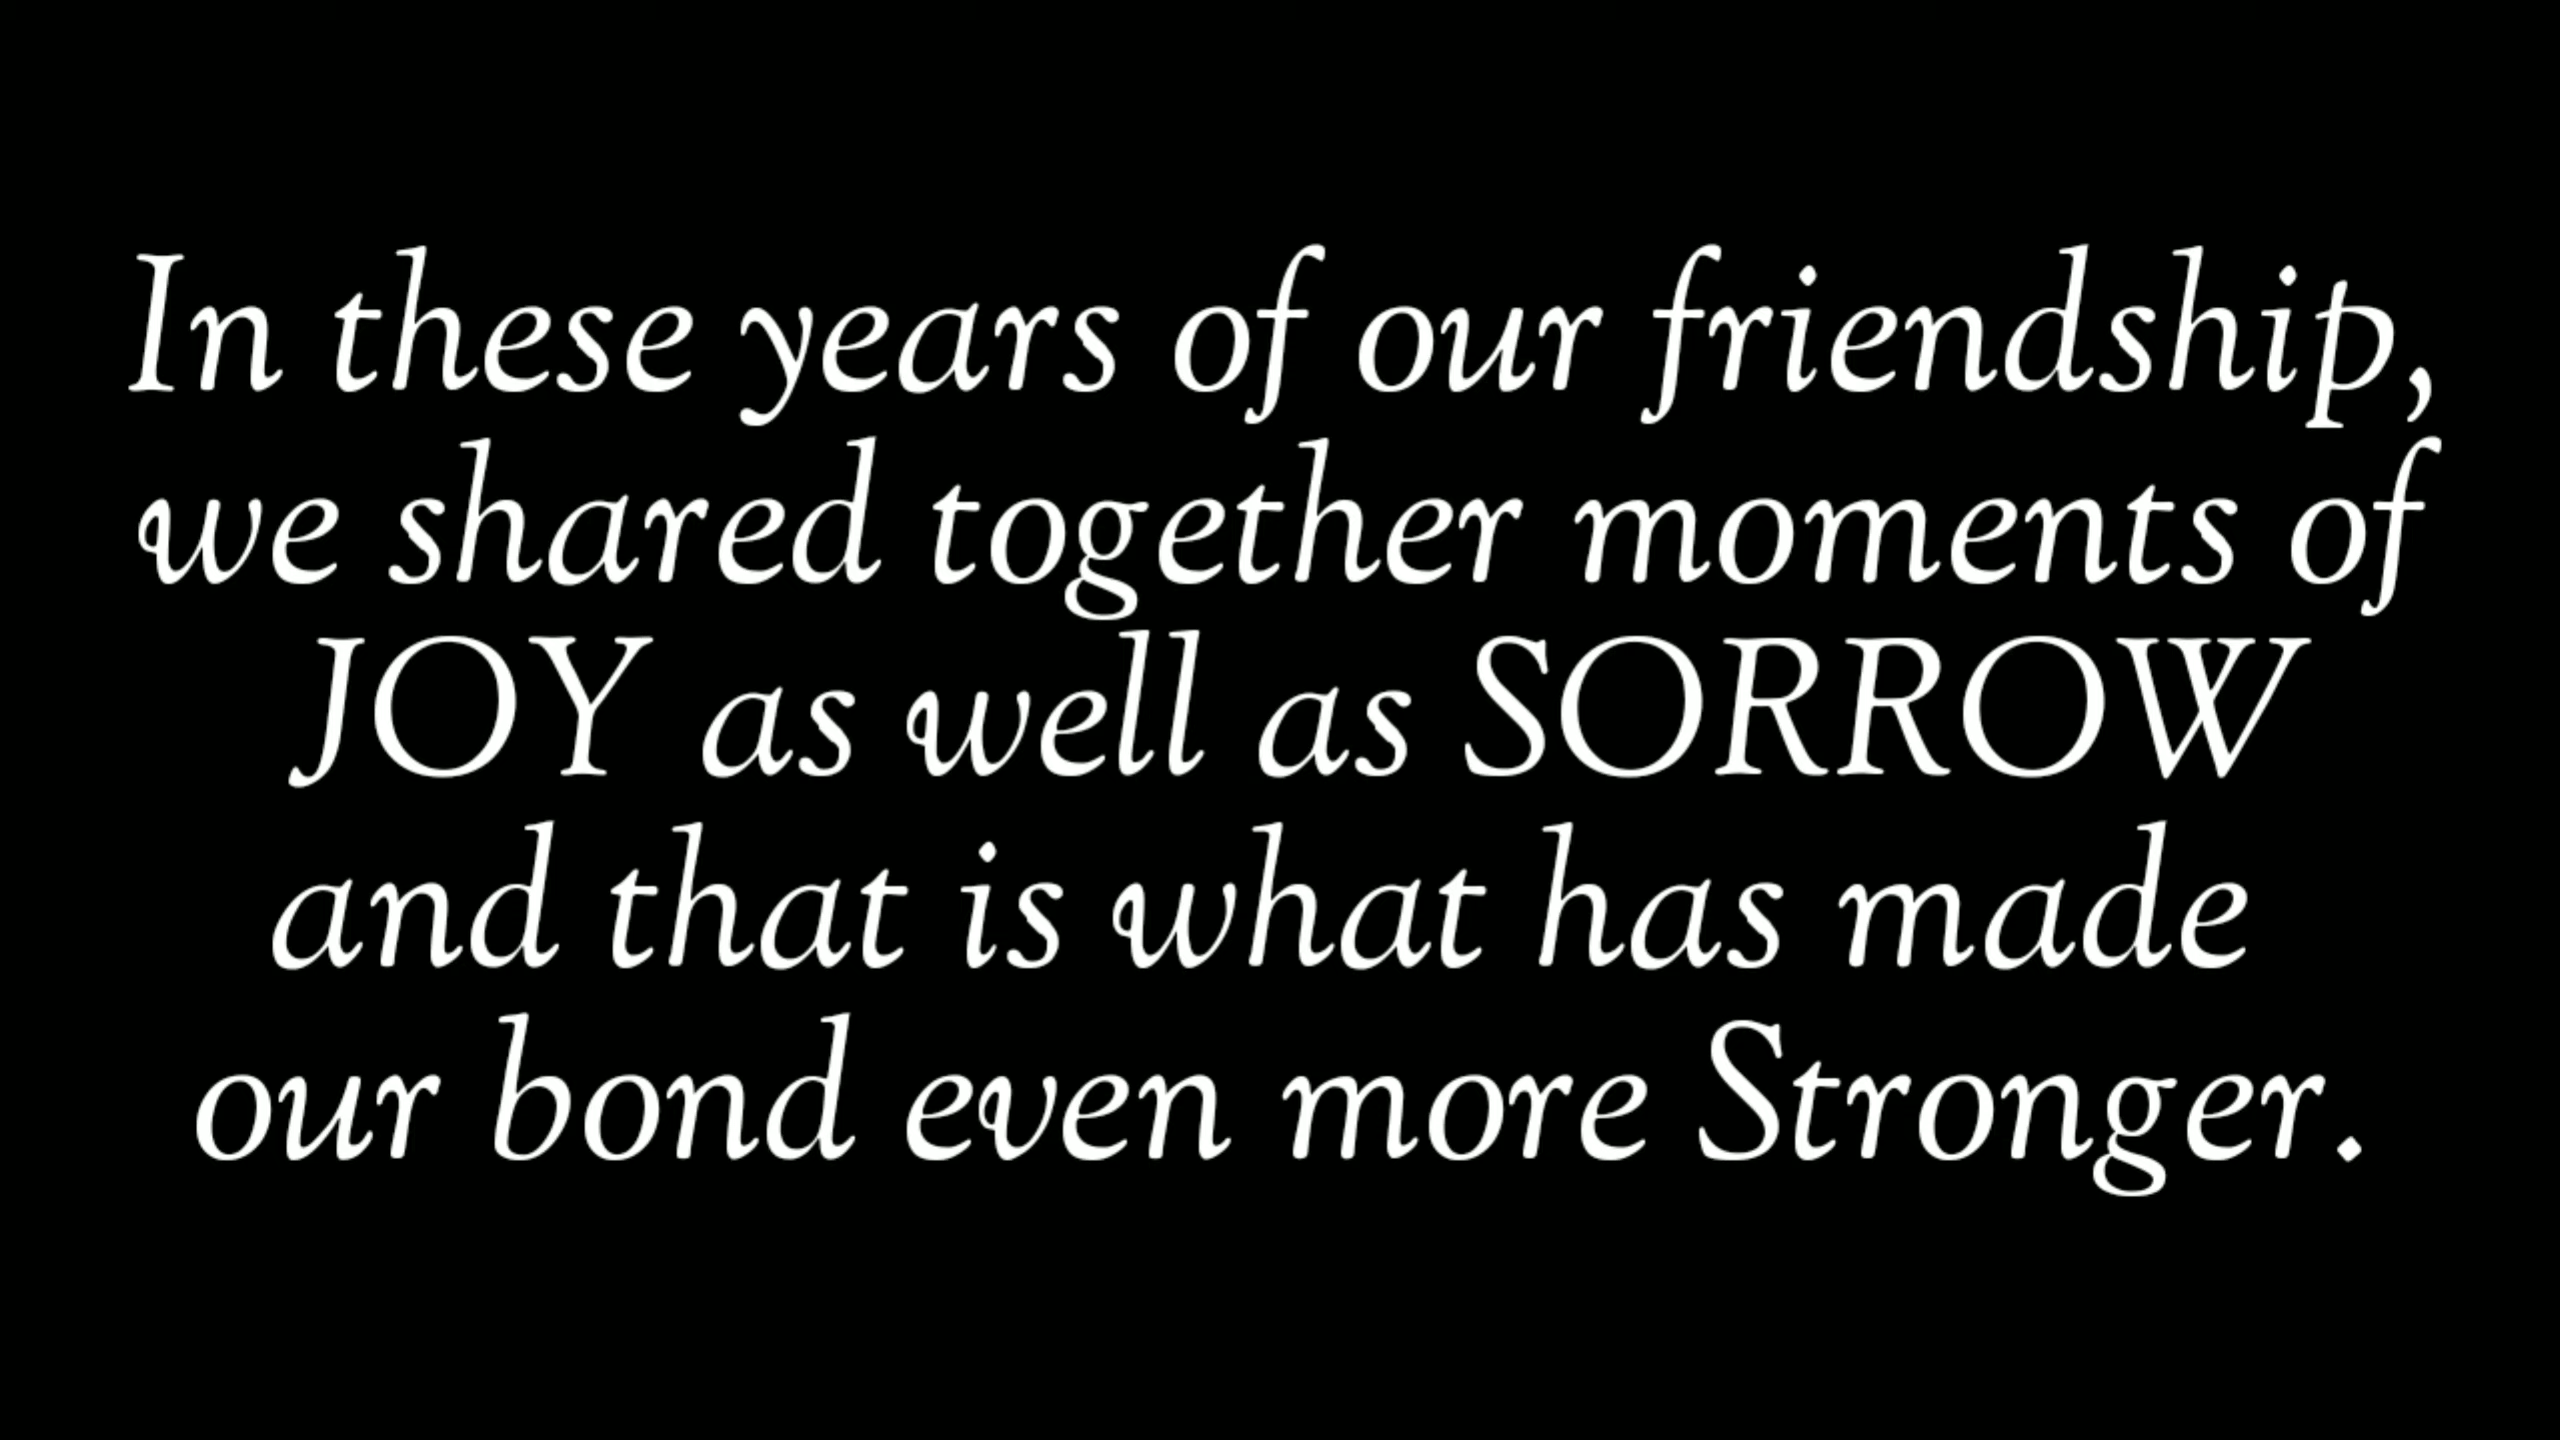 In these years of our friendship,
we shared together moments of
JOY as well as SORROW
and that is what has made
our bond even more Stronger.